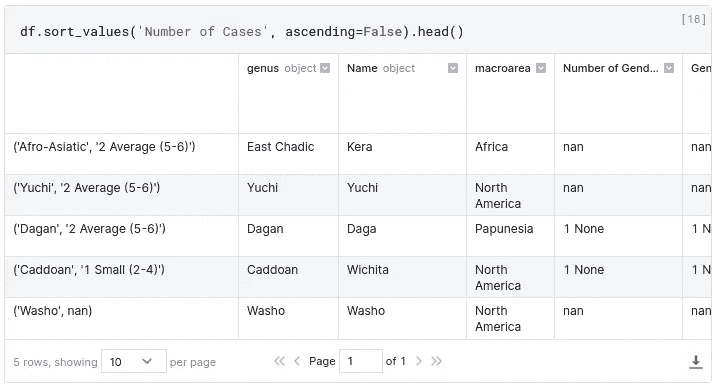 [18]
df.sort_values('Number of Cases', ascending=False).head()
genus object Name object macroarea Number of Gend... Gen
('Afro-Asiatic', '2 Average (5-6)') East Chadic Kera Africa nan nan
('Yuchi', '2 Average (5-6)') Yuchi Yuchi North America nan nan
('Dagan', '2 Average (5-6)') Dagan Daga Papunesia 1 None 1 N
('Caddoan', '1 Small (2-4)') Caddoan Wichita North America 1 None 1 N
('Washo', nan) Washo Washo North America nan nan
5 rows, showing 10 per page Page 1 of 1